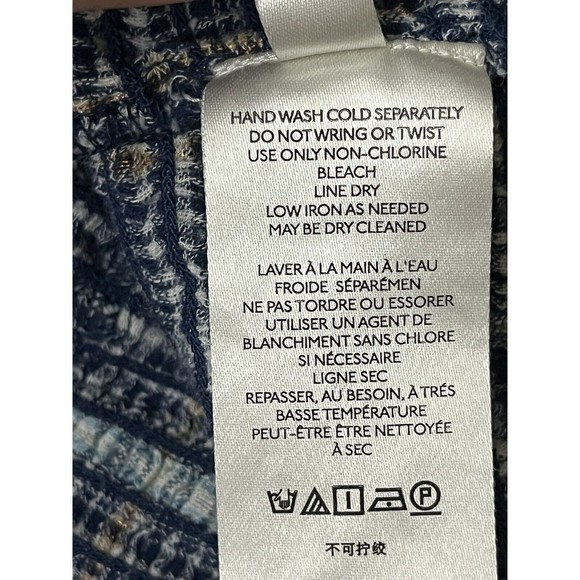 HAND WASH COLD SEPARATELY
DO NOT WRING OR TWIST
USE ONLY NON-CHLORINE
BLEACH
LINE DRY
LOW IRON AS NEEDED
MAY BE DRY CLEANED
LAVER À LA MAIN À L'EAU
FROIDE SÉPARÉMEN
NE PAS TORDRE OU ESSORER
UTILISER UN AGENT DE
BLANCHIMENT SANS CHLORE
SI NÉCESSAIRE
LIGNE SEC
REPASSER, AU BESOIN, À TRÉS
BASSE TEMPÉRATURE
PEUT-ÊTRE ÊTRE NETTOYÉE
À SEC
P
不可拧绞